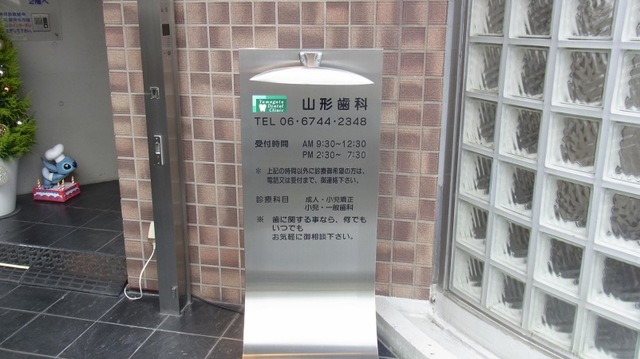 Yamagata
Dental
Clinic
山形歯科
TEL 06・6744・2348
受付時間 AM 9:30~12:30
PM 2:30~ 7:30
※ 上記の時間以外に診療御希望の方は、
電話又は受付まで、御連絡下さい。
診療科目 成人・小児矯正
小児・一般歯科
※ 歯に関する事なら、何でも
いつでも
お気軽に御相談下さい。